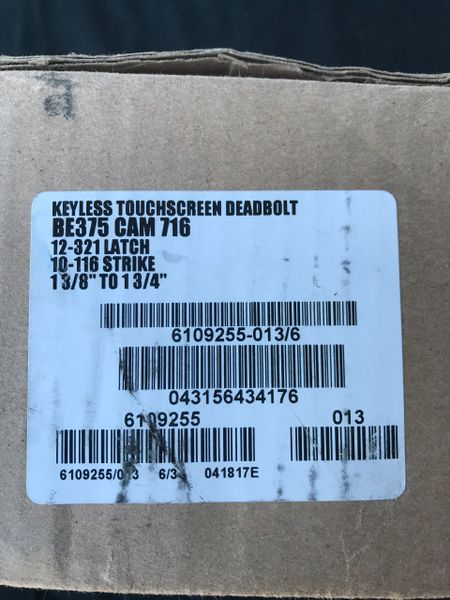 KEYLESS TOUCHSCREEN DEADBOLT
BE375 CAM 716
12-321 LATCH
10-116 STRIKE
1 3/8" TO 1 3/4"
6109255-013/6
043156434176
6109255 013
6109255/013 041817E